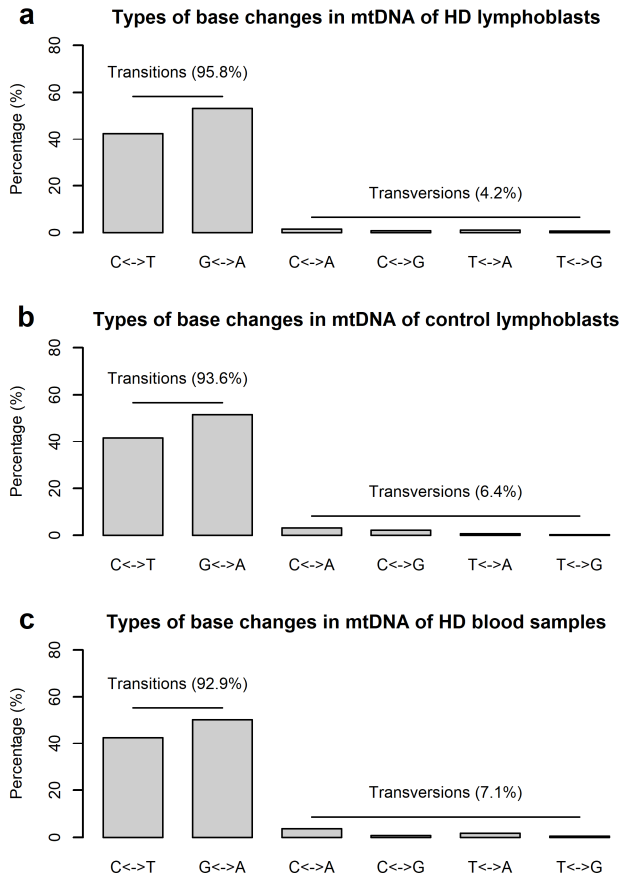 a
Types of base changes in mtDNA of HD lymphoblasts
Percentage (%)
80
60
40
20
0
Transitions (95.8%)
Transversions (4.2%)
C<->T G<->A C<->A C<->G T<->A T<->G
b
Types of base changes in mtDNA of control lymphoblasts
Percentage (%)
80
60
40
20
0
Transitions (93.6%)
Transversions (6.4%)
C<->T G<->A C<->A C<->G T<->A T<->G
c
Types of base changes in mtDNA of HD blood samples
Percentage (%)
80
60
40
20
0
Transitions (92.9%)
Transversions (7.1%)
C<->T G<->A C<->A C<->G T<->A T<->G